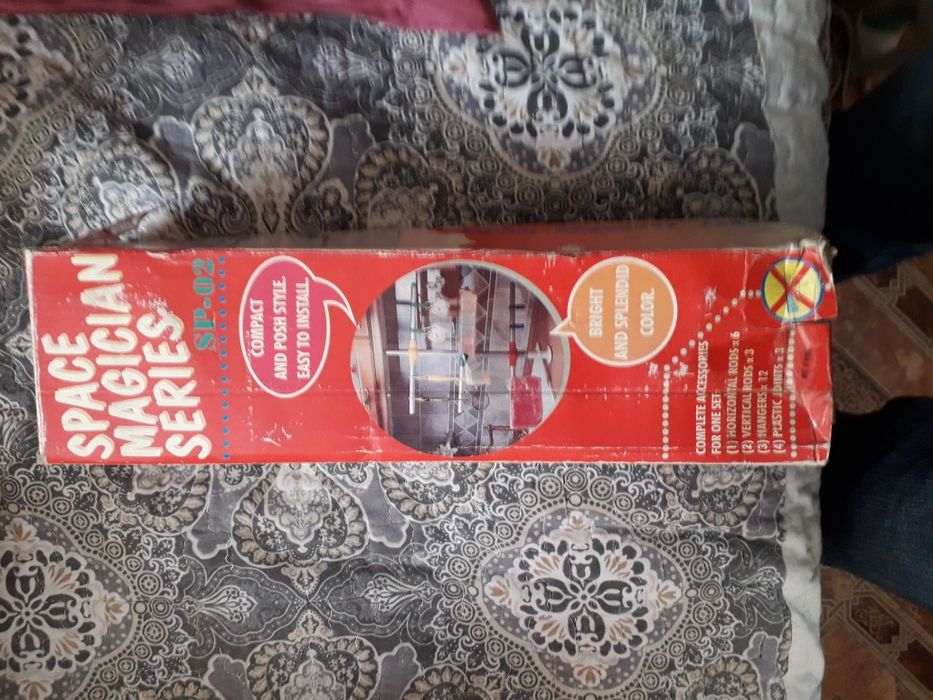 SPACE
MAGICIAN
SERIES
SP-02
COMPACT
AND POSH STYLE.
EASY TO INSTALL.
BRIGHT
AND SPLENDID
COLOR.
COMPLETE ACCESSORIES
FOR ONE SET-
(1) HORIZONTAL RODS x 6
(2) VERTICAL RODS x 3
(3) HANGERS x 12
(4) PLASTIC JOINTS x 3